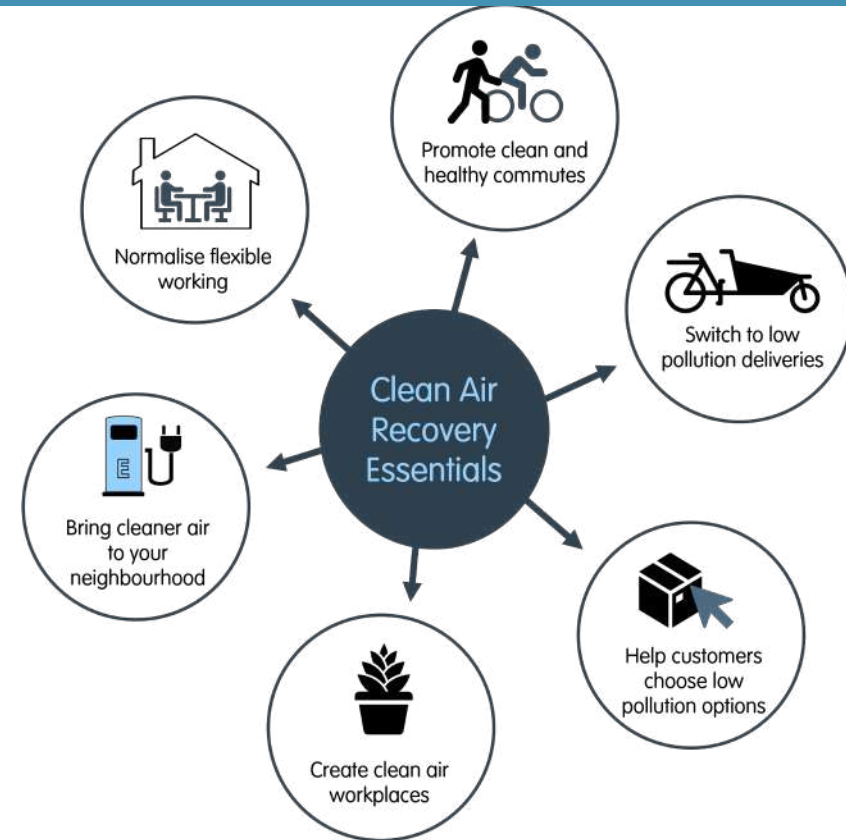 Promote clean and
healthy commutes
Normalise flexible
working
Switch to low
pollution deliveries
Clean Air
Recovery
Essentials
E
Bring cleaner air
to your
neighbourhood
Help customers
choose low
pollution options
Create clean air
workplaces